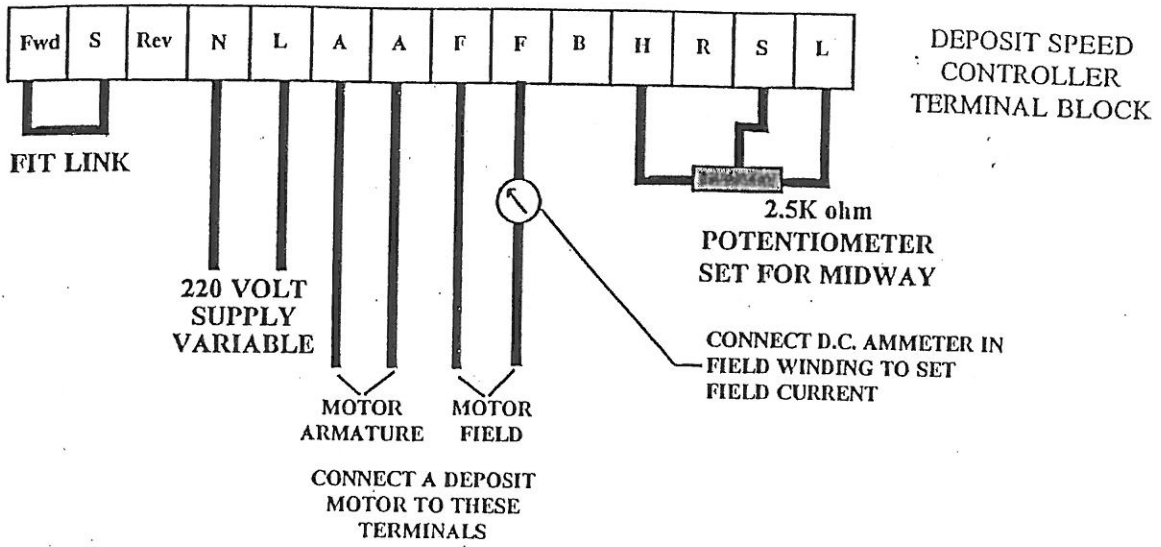 Fwd S Rev N L A A F F B H R S L
DEPOSIT SPEED
CONTROLLER
TERMINAL BLOCK
FIT LINK
2.5K ohm
POTENTIOMETER
SET FOR MIDWAY
220 VOLT
SUPPLY
VARIABLE
CONNECT D.C. AMMETER IN
FIELD WINDING TO SET
FIELD CURRENT
MOTOR
ARMATURE
MOTOR
FIELD
CONNECT A DEPOSIT
MOTOR TO THESE
TERMINALS